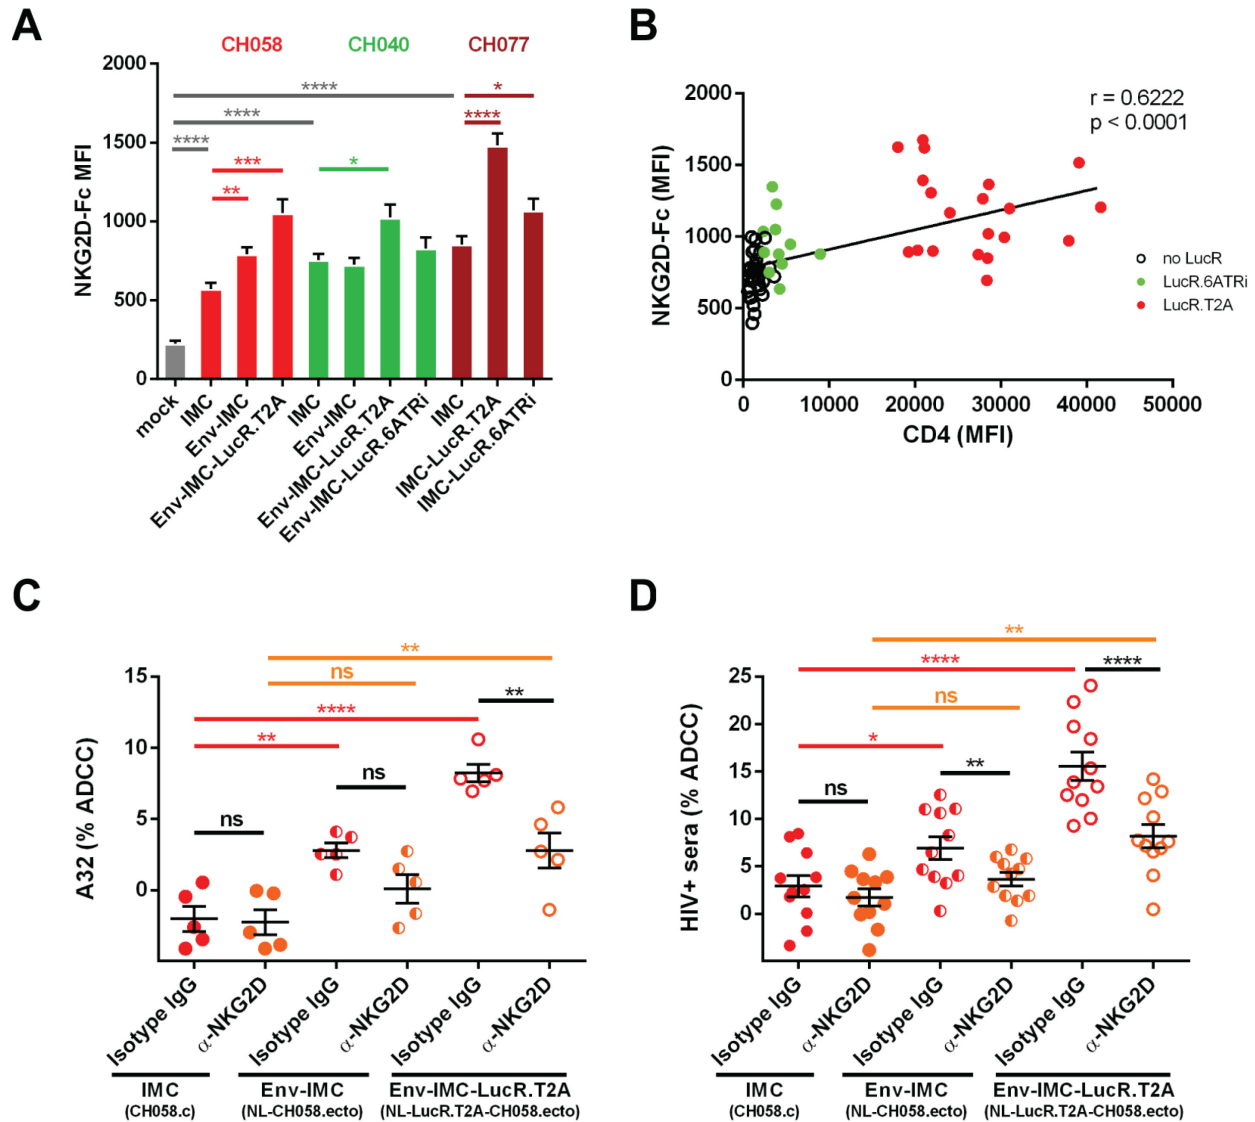 A
CH058 CH040 CH077
2000
1500
1000
500
0
NKG2D-Fc MFI
****
****
****
***
**
*
*
****
mock
IMC
Env-IMC
Env-IMC-LucR.T2A
IMC
Env-IMC
Env-IMC-LucR.T2A
Env-IMC-LucR.6ATRi
IMC
IMC-LucR.T2A
IMC-LucR.6ATRi
B
2000
1500
1000
500
0
NKG2D-Fc (MFI)
r = 0.6222
p < 0.0001
no LucR
LucR.6ATRi
LucR.T2A
0 10000 20000 30000 40000 50000
CD4 (MFI)
C
15
10
5
0
A32 (% ADCC)
**
ns
**
****
**
ns
ns
Isotype IgG
α-NKG2D
Isotype IgG
α-NKG2D
Isotype IgG
α-NKG2D
IMC
(CH058.c)
Env-IMC
(NL-CH058.ecto)
Env-IMC-LucR.T2A
(NL-LucR.T2A-CH058.ecto)
D
25
20
15
10
5
0
HIV+ sera (% ADCC)
**
****
****
ns
*
**
ns
Isotype IgG
α-NKG2D
Isotype IgG
α-NKG2D
Isotype IgG
α-NKG2D
IMC
(CH058.c)
Env-IMC
(NL-CH058.ecto)
Env-IMC-LucR.T2A
(NL-LucR.T2A-CH058.ecto)